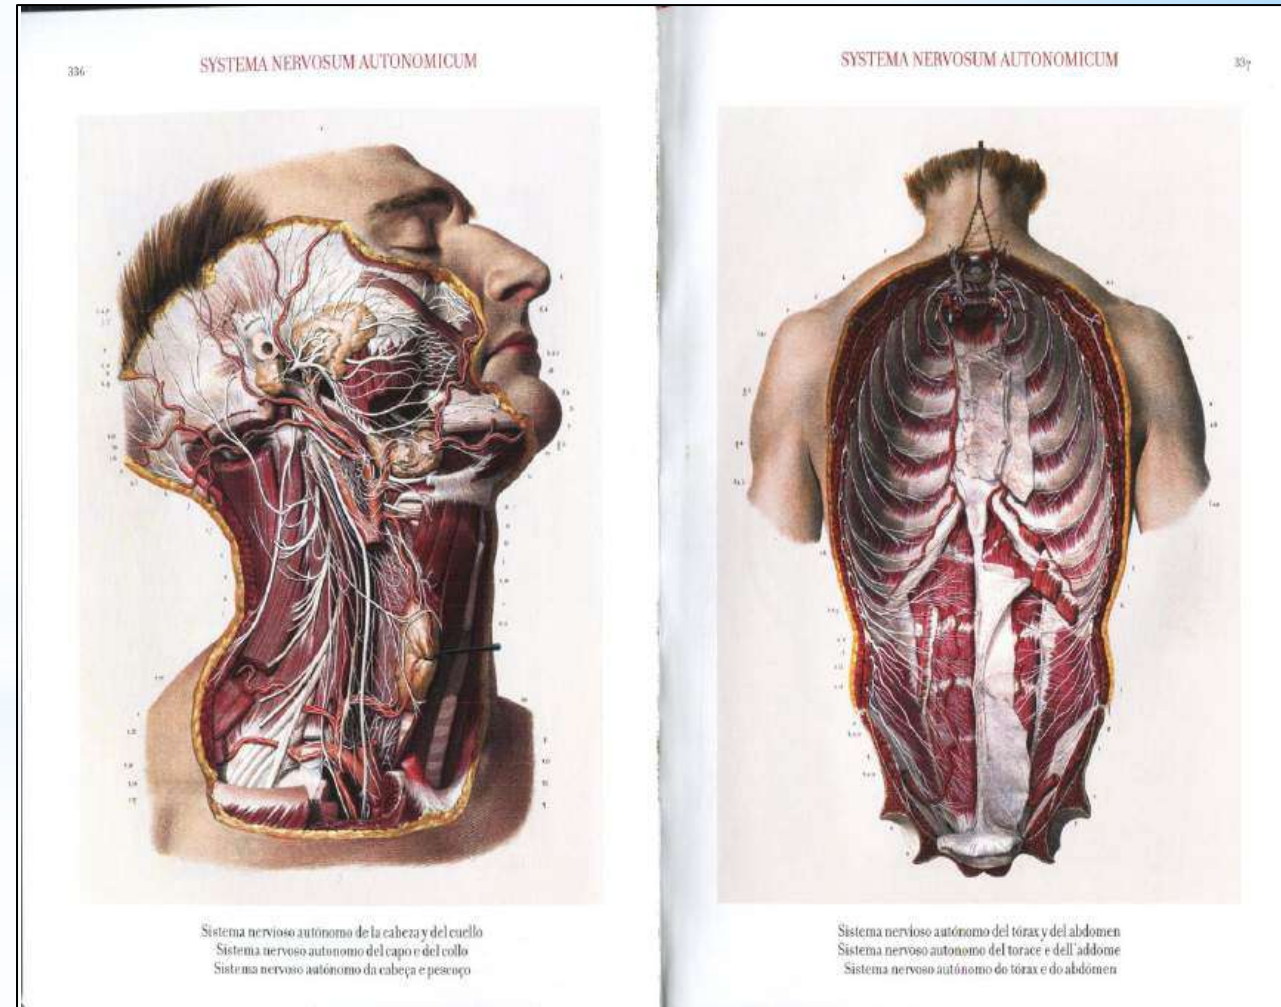 336
SYSTEMA NERVOSUM AUTONOMICUM
Sistema nervioso autónomo de la cabeza y del cuello
Sistema nervoso autonomo del capo e del collo
Sistema nervoso autónomo da cabeça e pescoço
SYSTEMA NERVOSUM AUTONOMICUM
337
Sistema nervioso autónomo del tórax y del abdomen
Sistema nervoso autonomo del torace e dell'addome
Sistema nervoso autónomo do tórax e do abdómen